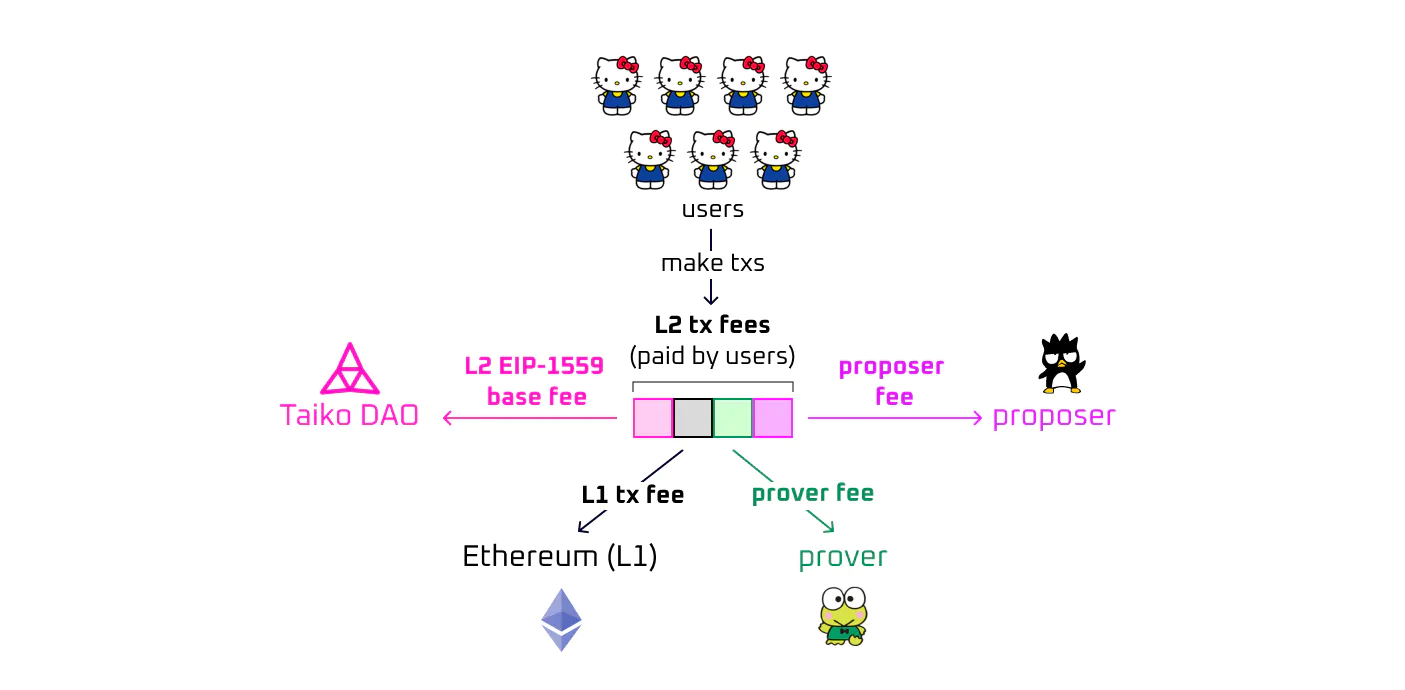 users
make txs
L2 tx fees
(paid by users)
L2 EIP-1559
base fee
Taiko DAO
proposer
fee
proposer
L1 tx fee
prover fee
Ethereum (L1)
prover